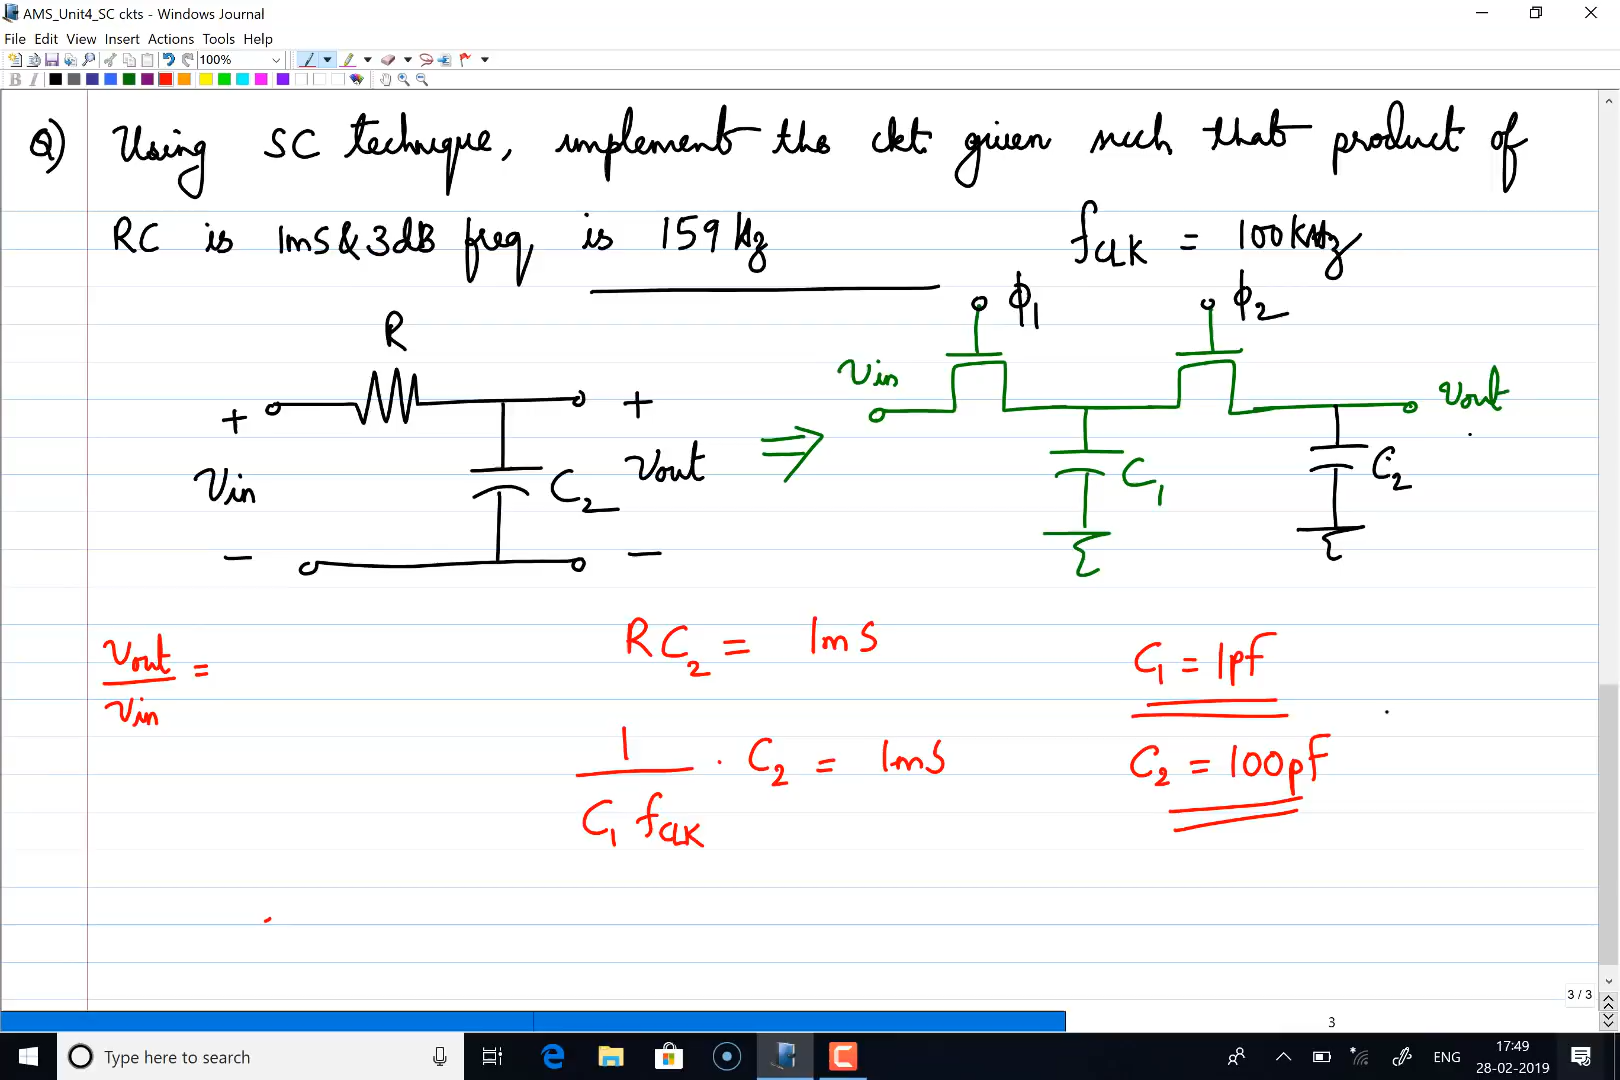 AMS_Unit4_SC ckts - Windows Journal
File Edit View Insert Actions Tools Help
100%
B I
Q) Using SC technique, implement the ckt given such that product of
RC is 1mS & 3dB freq, is 159Hz
fCLK = 100kHz
R
+ Vin -
C2
+ Vout -
⇒
Vin
ϕ1
ϕ2
Vout
C1
C2
Vout/Vin =
RC2 = 1mS
1/(C1 fCLK) · C2 = 1mS
C1 = 1pF
C2 = 100pF
3 / 3
3
Type here to search
ENG
17:49
28-02-2019